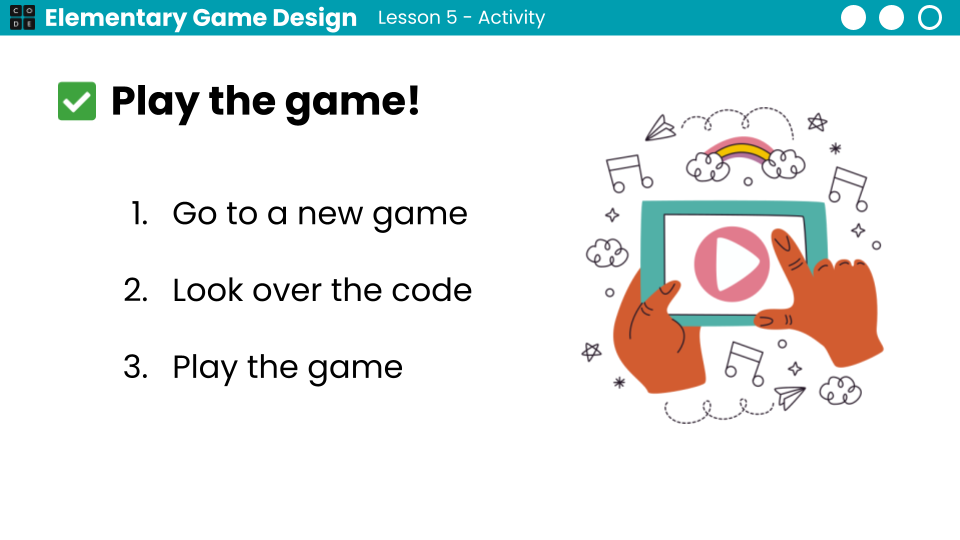 CODE
Elementary Game Design Lesson 5 - Activity
Play the game!
1. Go to a new game
2. Look over the code
3. Play the game